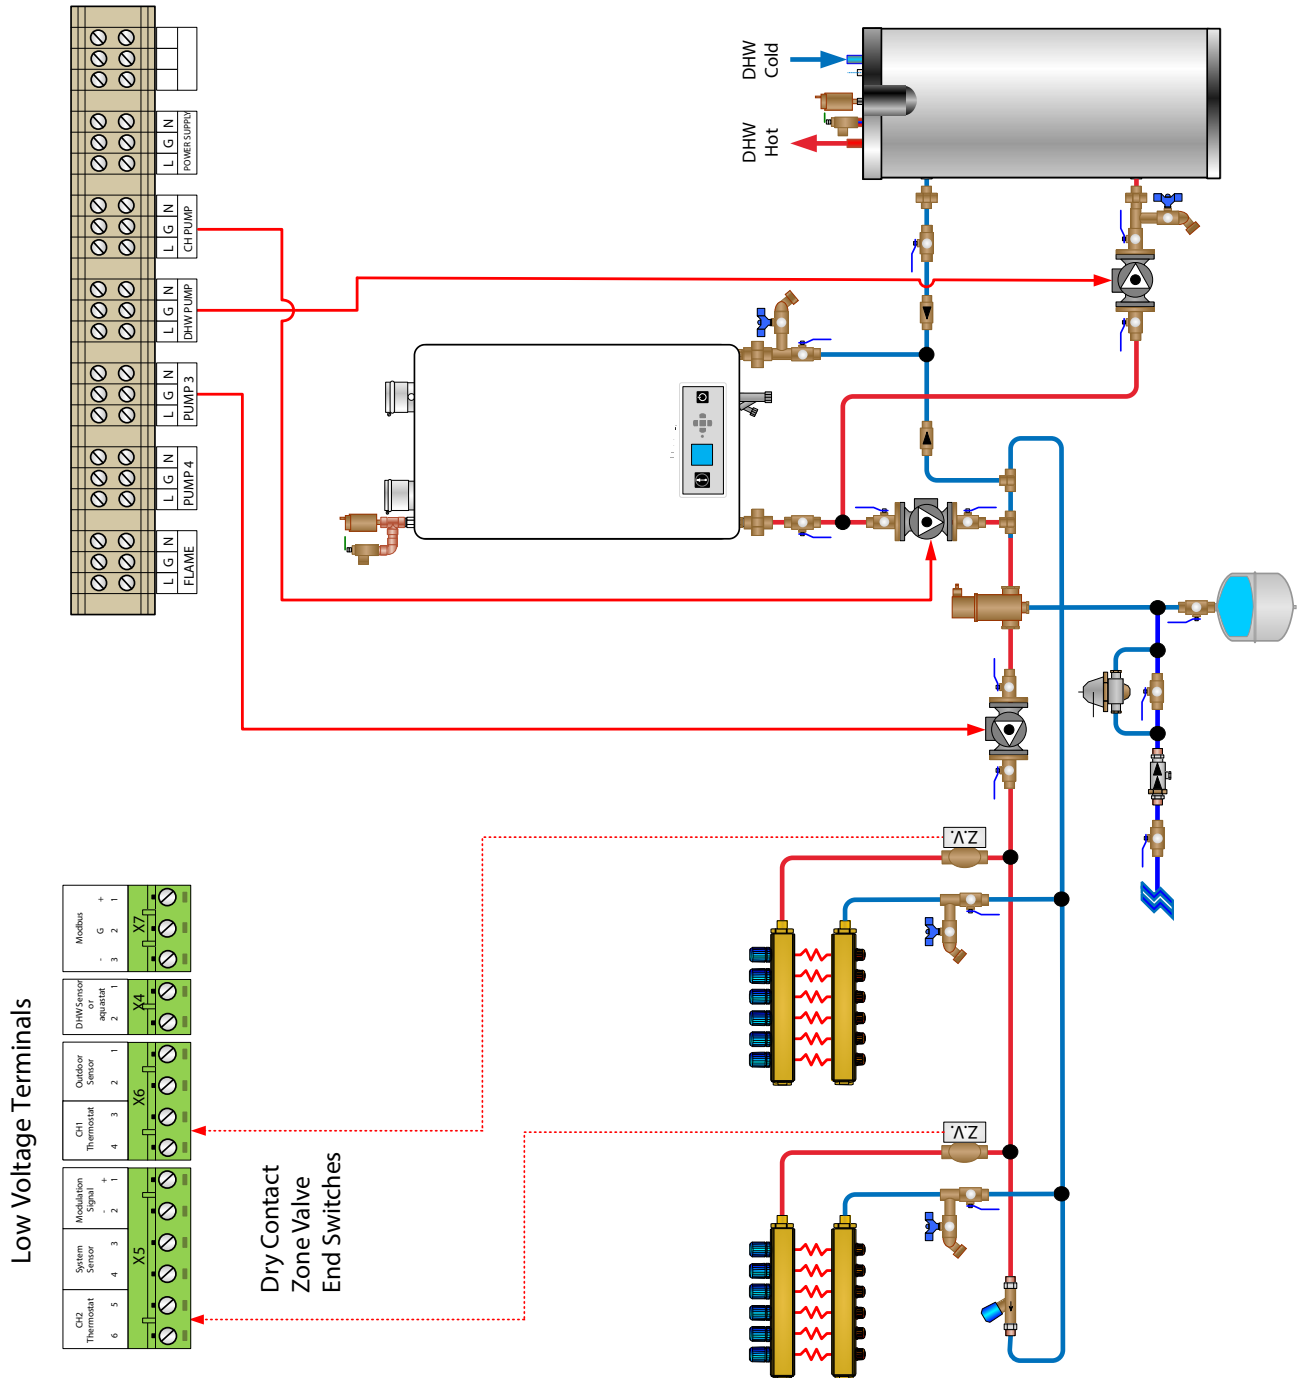 Low Voltage Terminals
L G N
POWER SUPPLY
L G N
CH PUMP
L G N
DHW PUMP
L G N
PUMP 3
L G N
PUMP 4
L G N
FLAME
DHW
Cold
DHW
Hot
Z.V.
Z.V.
Modbus
- G +
3 2 1
X7
DHW Sensor
or
aquastat
2 1
X4
Outdoor
Sensor
2 1
CH1
Thermostat
4 3
X6
Modulation
Signal
- +
2 1
System
Sensor
4 3
CH2
Thermostat
6 5
X5
Dry Contact
Zone Valve
End Switches